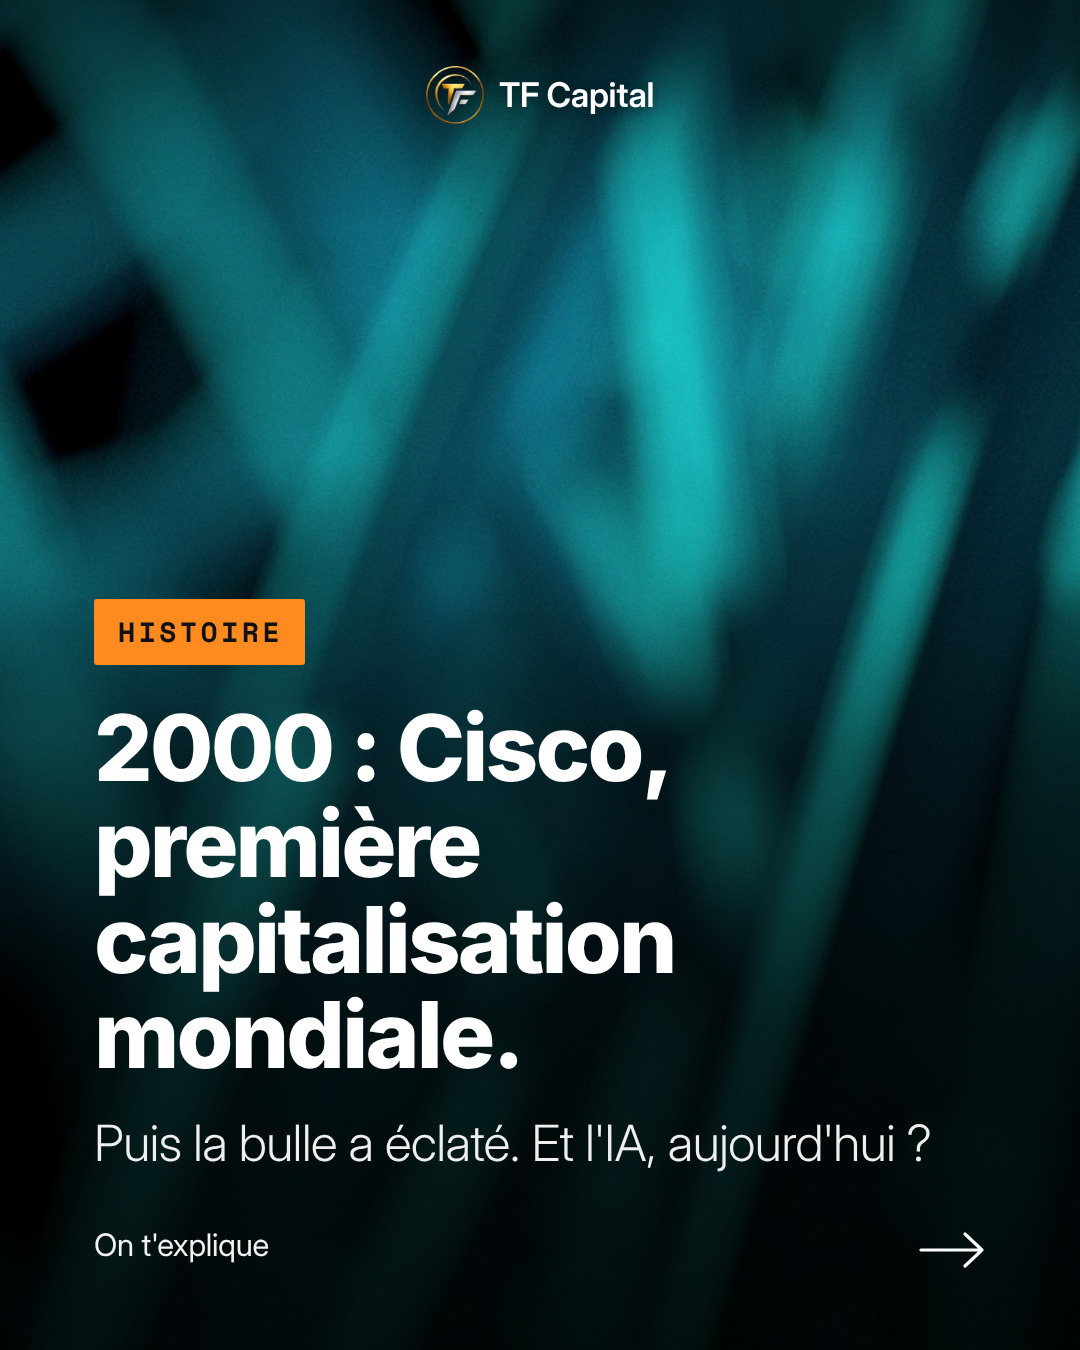 TF Capital
HISTOIRE
2000 : Cisco,
première
capitalisation
mondiale.
Puis la bulle a éclaté. Et l'IA, aujourd'hui ?
On t'explique